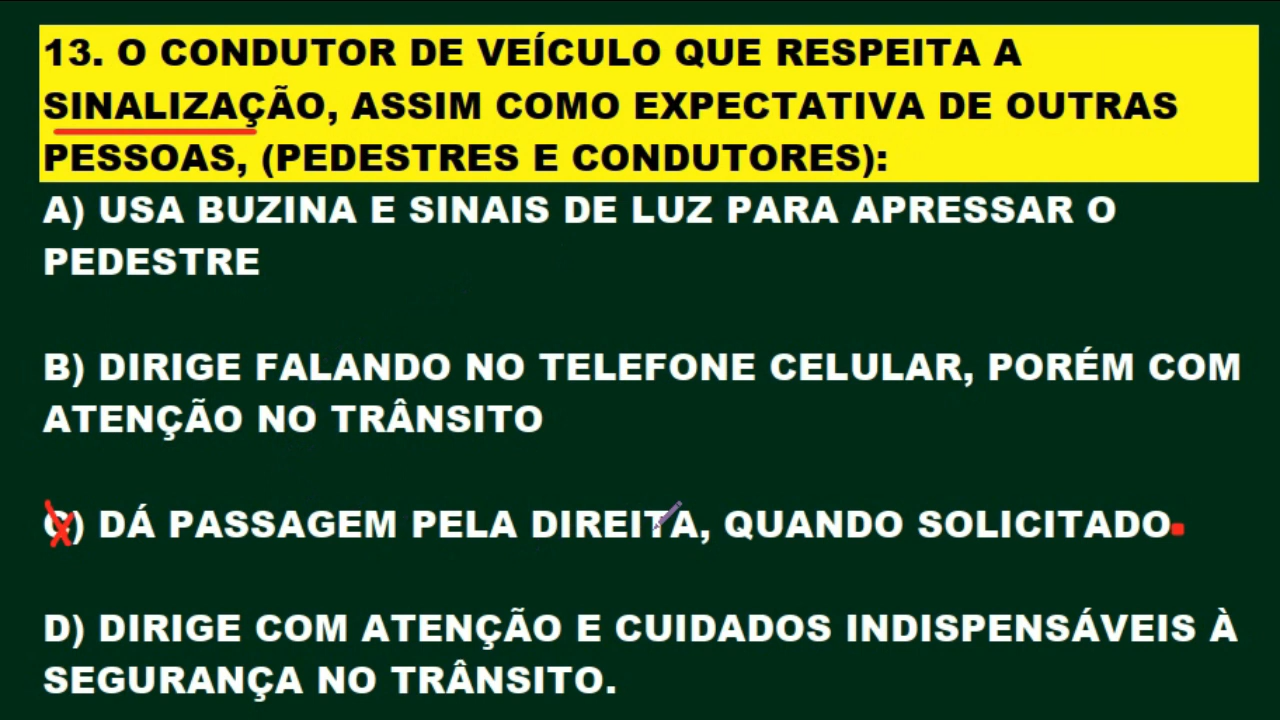 13. O CONDUTOR DE VEÍCULO QUE RESPEITA A
SINALIZAÇÃO, ASSIM COMO EXPECTATIVA DE OUTRAS
PESSOAS, (PEDESTRES E CONDUTORES):
A) USA BUZINA E SINAIS DE LUZ PARA APRESSAR O
PEDESTRE
B) DIRIGE FALANDO NO TELEFONE CELULAR, PORÉM COM
ATENÇÃO NO TRÂNSITO
C) DÁ PASSAGEM PELA DIREITA, QUANDO SOLICITADO.
D) DIRIGE COM ATENÇÃO E CUIDADOS INDISPENSÁVEIS À
SEGURANÇA NO TRÂNSITO.